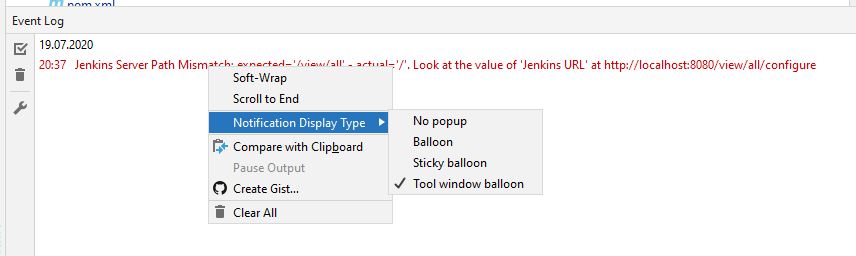 pom.xml
Event Log
19.07.2020
20:37 Jenkins Server Path Mismatch: expected='/view/all' - actual='/'. Look at the value of 'Jenkins URL' at http://localhost:8080/view/all/configure
Soft-Wrap
Scroll to End
Notification Display Type
No popup
Balloon
Sticky balloon
Tool window balloon
Compare with Clipboard
Pause Output
Create Gist...
Clear All